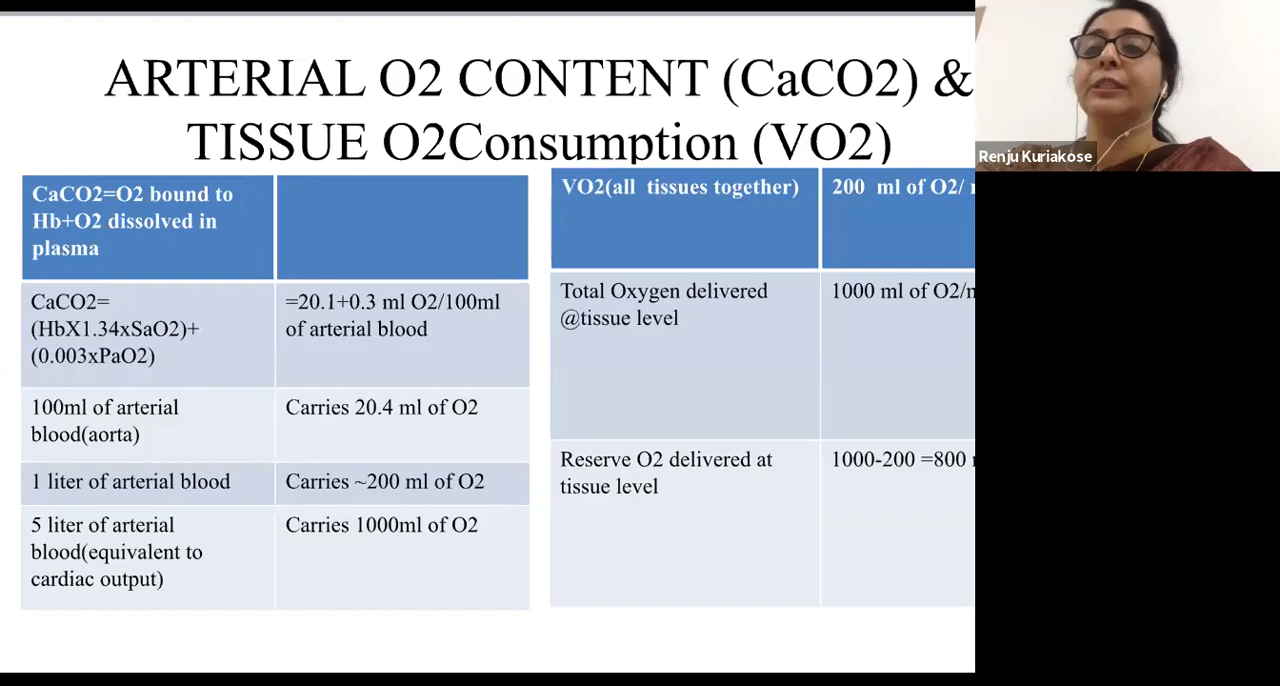 ARTERIAL O2 CONTENT (CaCO2) &
TISSUE O2Consumption (VO2)
Renju Kuriakose
CaCO2=O2 bound to
Hb+O2 dissolved in
plasma
CaCO2=
(HbX1.34xSaO2)+
(0.003xPaO2)
=20.1+0.3 ml O2/100ml
of arterial blood
100ml of arterial
blood(aorta)
Carries 20.4 ml of O2
1 liter of arterial blood
Carries ~200 ml of O2
5 liter of arterial
blood(equivalent to
cardiac output)
Carries 1000ml of O2
VO2(all tissues together)
200 ml of O2/
Total Oxygen delivered
@tissue level
1000 ml of O2/
Reserve O2 delivered at
tissue level
1000-200 =800